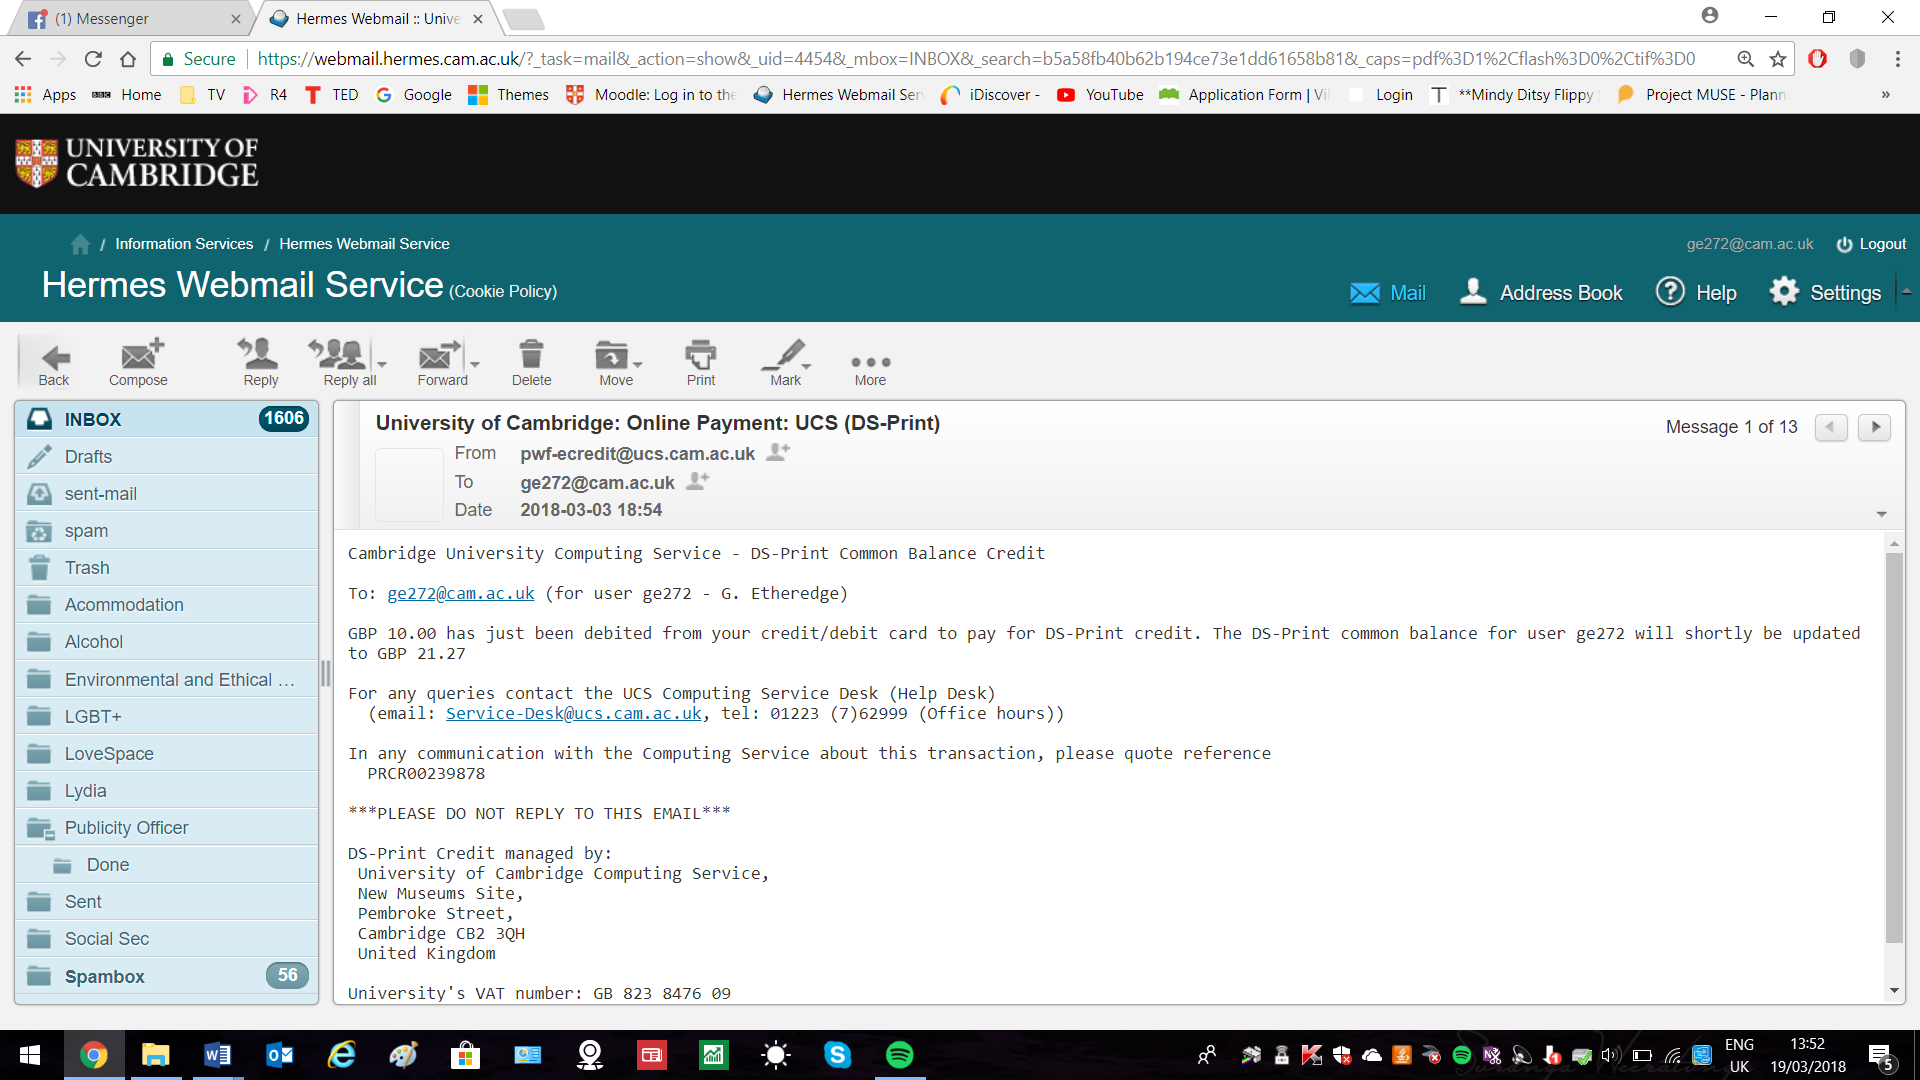 (1) Messenger
Hermes Webmail :: Unive
Secure
https://webmail.hermes.cam.ac.uk/?_task=mail&_action=show&_uid=4454&_mbox=INBOX&_search=b5a58fb40b62b194ce73e1dd61658b81&_caps=pdf%3D1%2Cflash%3D0%2Ctif%3D0
Apps BBC Home TV R4 TED Google Themes Moodle: Log in to the Hermes Webmail Ser iDiscover - YouTube Application Form | Vi Login **Mindy Ditsy Flippy Project MUSE - Plann »
UNIVERSITY OF
CAMBRIDGE
/ Information Services / Hermes Webmail Service
ge272@cam.ac.uk Logout
Hermes Webmail Service (Cookie Policy)
Mail Address Book Help Settings
Back Compose Reply Reply all Forward Delete Move Print Mark More
INBOX 1606
Drafts
sent-mail
spam
Trash
Acommodation
Alcohol
Environmental and Ethical ...
LGBT+
LoveSpace
Lydia
Publicity Officer
Done
Sent
Social Sec
Spambox 56
University of Cambridge: Online Payment: UCS (DS-Print)
Message 1 of 13
From pwf-ecredit@ucs.cam.ac.uk
To ge272@cam.ac.uk
Date 2018-03-03 18:54
Cambridge University Computing Service - DS-Print Common Balance Credit
To: ge272@cam.ac.uk (for user ge272 - G. Etheredge)
GBP 10.00 has just been debited from your credit/debit card to pay for DS-Print credit. The DS-Print common balance for user ge272 will shortly be updated
to GBP 21.27
For any queries contact the UCS Computing Service Desk (Help Desk)
(email: Service-Desk@ucs.cam.ac.uk, tel: 01223 (7)62999 (Office hours))
In any communication with the Computing Service about this transaction, please quote reference
PRCR00239878
***PLEASE DO NOT REPLY TO THIS EMAIL***
DS-Print Credit managed by:
University of Cambridge Computing Service,
New Museums Site,
Pembroke Street,
Cambridge CB2 3QH
United Kingdom
University's VAT number: GB 823 8476 09
ENG
UK
13:52
19/03/2018
5